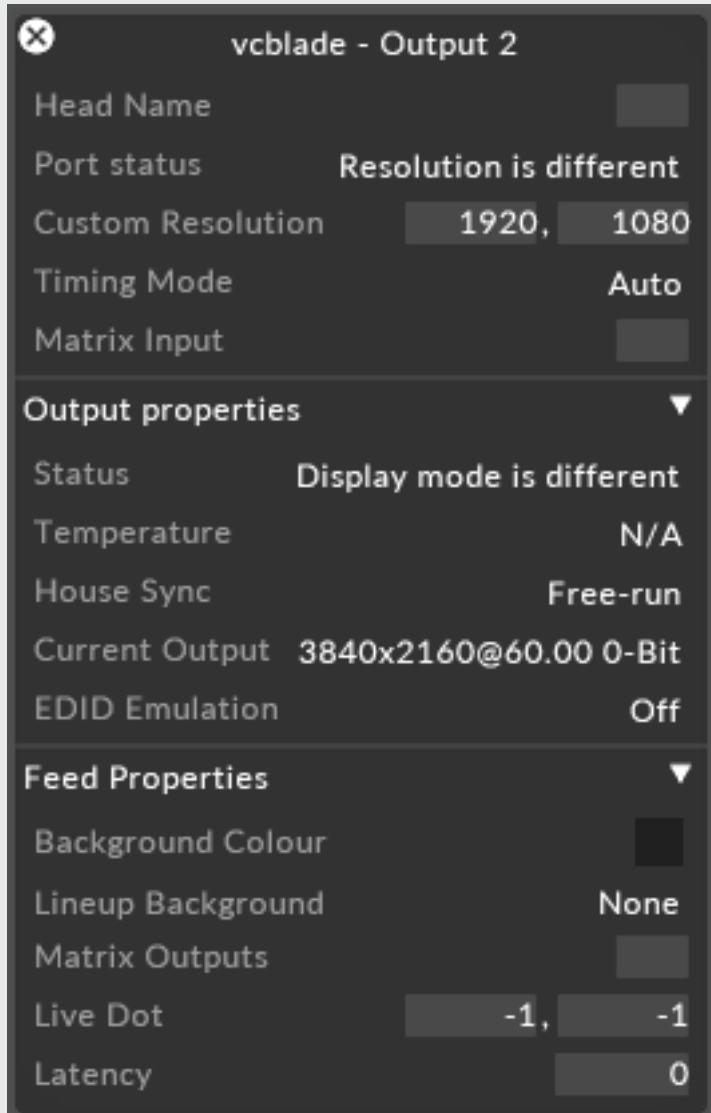 vcblade - Output 2
Head Name
Port status Resolution is different
Custom Resolution 1920, 1080
Timing Mode Auto
Matrix Input
Output properties
Status Display mode is different
Temperature N/A
House Sync Free-run
Current Output 3840x2160@60.00 0-Bit
EDID Emulation Off
Feed Properties
Background Colour
Lineup Background None
Matrix Outputs
Live Dot -1, -1
Latency 0